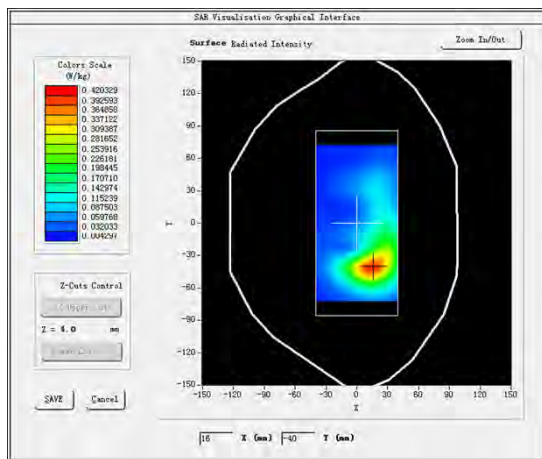 SAR Visualisation Graphical Interface
Surface Radiated Intensity
Zoom In/Out
Colors Scale
(W/kg)
0.420329
0.392593
0.364858
0.337122
0.309387
0.281652
0.253916
0.226181
0.198445
0.170710
0.142974
0.115239
0.087503
0.059768
0.032033
0.004297
150
120
90
60
30
0
-30
-60
-90
-120
-150
Y
-150 -120 -90 -60 -30 0 30 60 90 120 150
X
Z-Cuts Control
Z = 4.0 mm
SAVE Cancel
16 X (mm) -40 Y (mm)